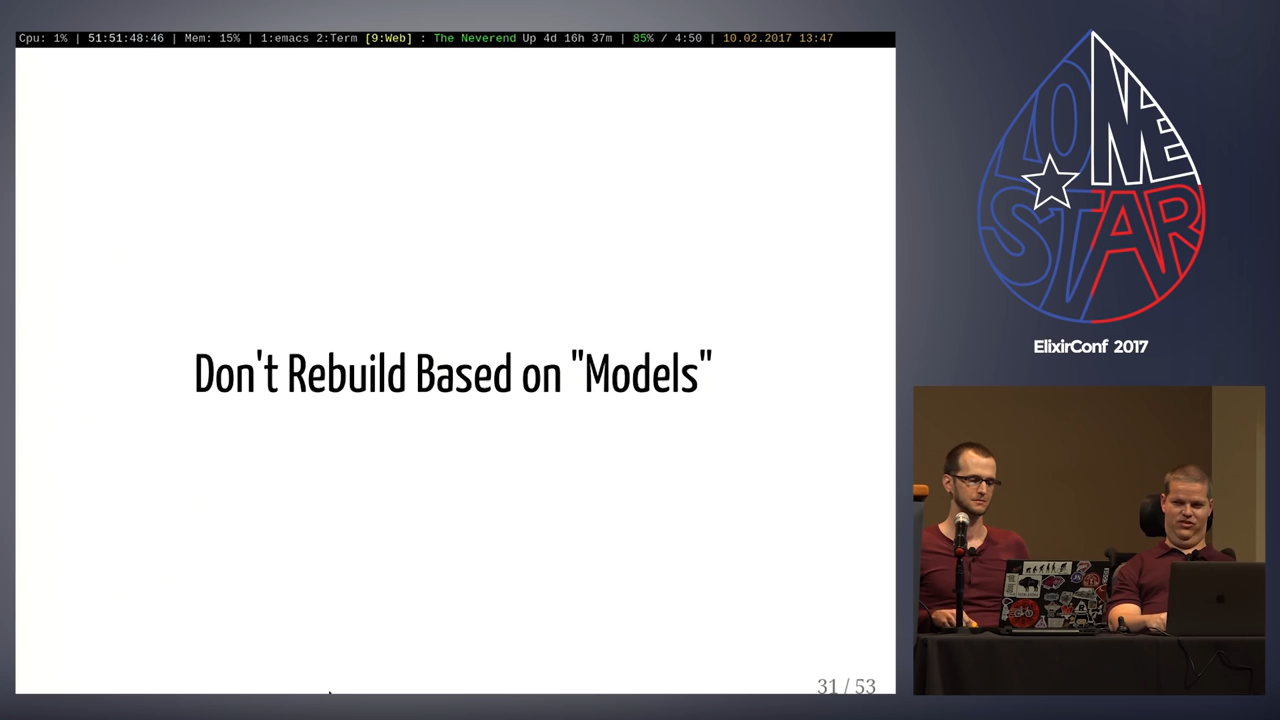 Cpu: 1% | 51:51:48:46 | Mem: 15% | 1:emacs 2:Term [9:Web] : The Neverend Up 4d 16h 37m | 85% / 4:50 | 10.02.2017 13:47
Don't Rebuild Based on "Models"
31 / 53
LONE
STAR
ElixirConf 2017